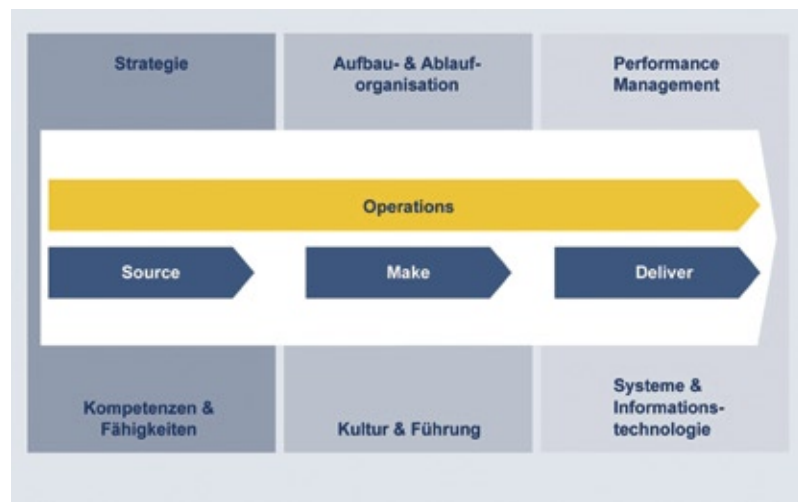 Strategie
Aufbau- & Ablauf-
organisation
Performance
Management
Operations
Source
Make
Deliver
Kompetenzen &
Fähigkeiten
Kultur & Führung
Systeme &
Informations-
technologie